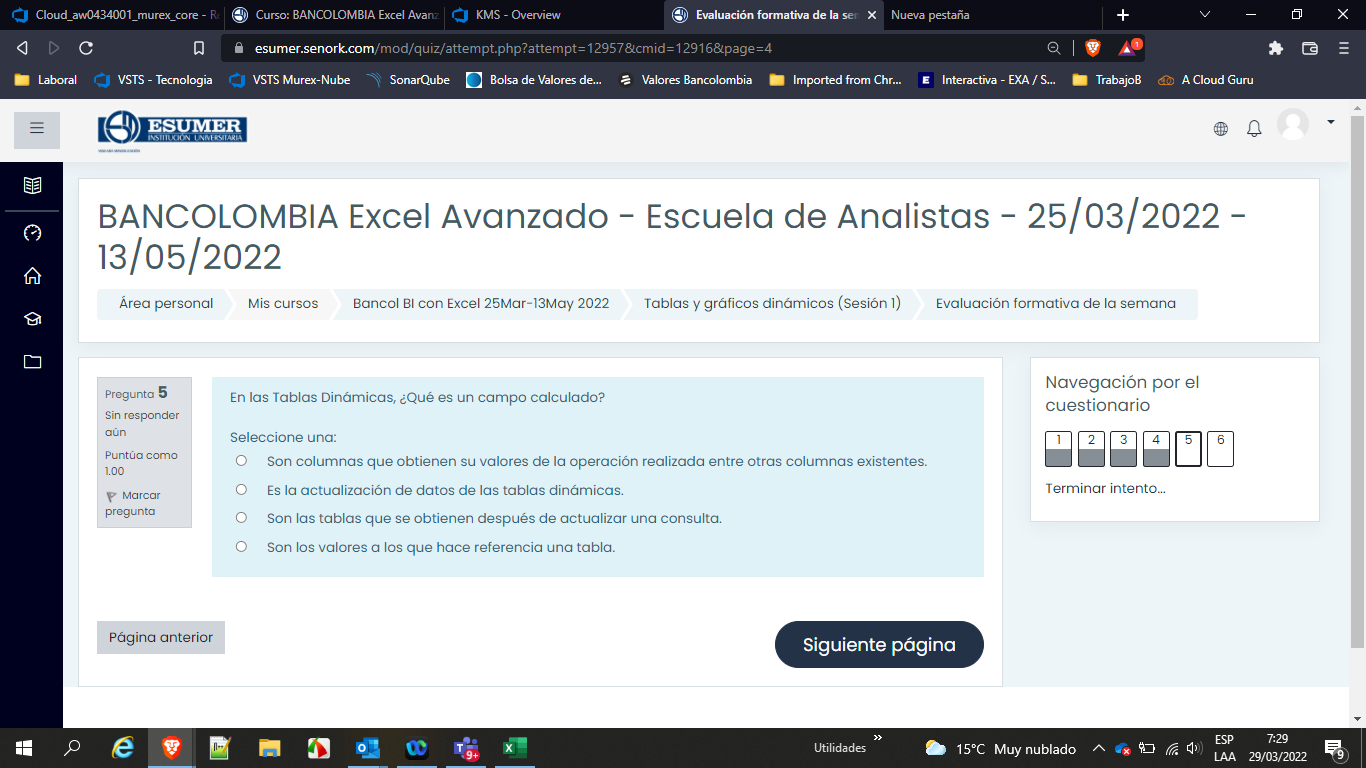 Cloud_aw0434001_murex_core - Re
Curso: BANCOLOMBIA Excel Avanz
KMS - Overview
Evaluación formativa de la sen
Nueva pestaña
esumer.senork.com/mod/quiz/attempt.php?attempt=12957&cmid=12916&page=4
1
Laboral
VSTS - Tecnologia
VSTS Murex-Nube
SonarQube
Bolsa de Valores de...
Valores Bancolombia
Imported from Chr...
E
Interactiva - EXA / S...
TrabajoB
A Cloud Guru
ESUMER
INSTITUCIÓN UNIVERSITARIA
BANCOLOMBIA Excel Avanzado - Escuela de Analistas - 25/03/2022 -
13/05/2022
Área personal
Mis cursos
Bancol BI con Excel 25Mar-13May 2022
Tablas y gráficos dinámicos (Sesión 1)
Evaluación formativa de la semana
Pregunta 5
Sin responder
aún
Puntúa como
1.00
Marcar
pregunta
En las Tablas Dinámicas, ¿Qué es un campo calculado?
Seleccione una:
Son columnas que obtienen su valores de la operación realizada entre otras columnas existentes.
Es la actualización de datos de las tablas dinámicas.
Son las tablas que se obtienen después de actualizar una consulta.
Son los valores a los que hace referencia una tabla.
Página anterior
Siguiente página
Navegación por el
cuestionario
1 2 3 4 5 6
Terminar intento...
9+
Utilidades
15°C Muy nublado
ESP
LAA
7:29
29/03/2022
9